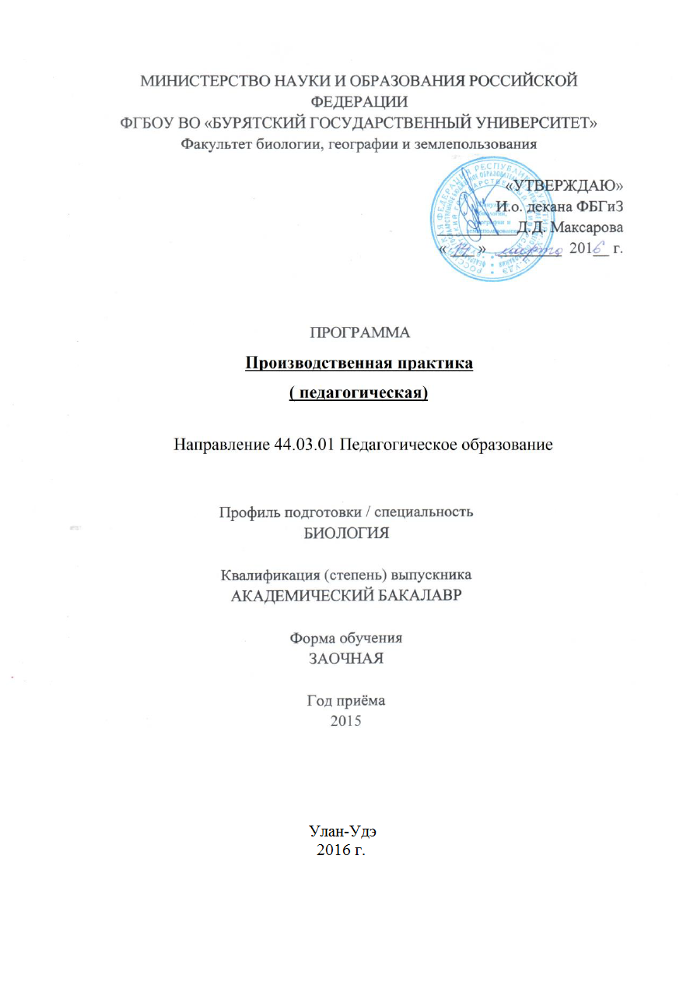 МИНИСТЕРСТВО НАУКИ И ОБРАЗОВАНИЯ РОССИЙСКОЙ
ФЕДЕРАЦИИ
ФГБОУ ВО «БУРЯТСКИЙ ГОСУДАРСТВЕННЫЙ УНИВЕРСИТЕТ»
Факультет биологии, географии и землепользования
«УТВЕРЖДАЮ»
И.о. декана ФБГиЗ
Д.Д. Максарова
« » марта 2016 г.
ПРОГРАММА
Производственная практика
( педагогическая)
Направление 44.03.01 Педагогическое образование
Профиль подготовки / специальность
БИОЛОГИЯ
Квалификация (степень) выпускника
АКАДЕМИЧЕСКИЙ БАКАЛАВР
Форма обучения
ЗАОЧНАЯ
Год приёма
2015
Улан-Удэ
2016 г.